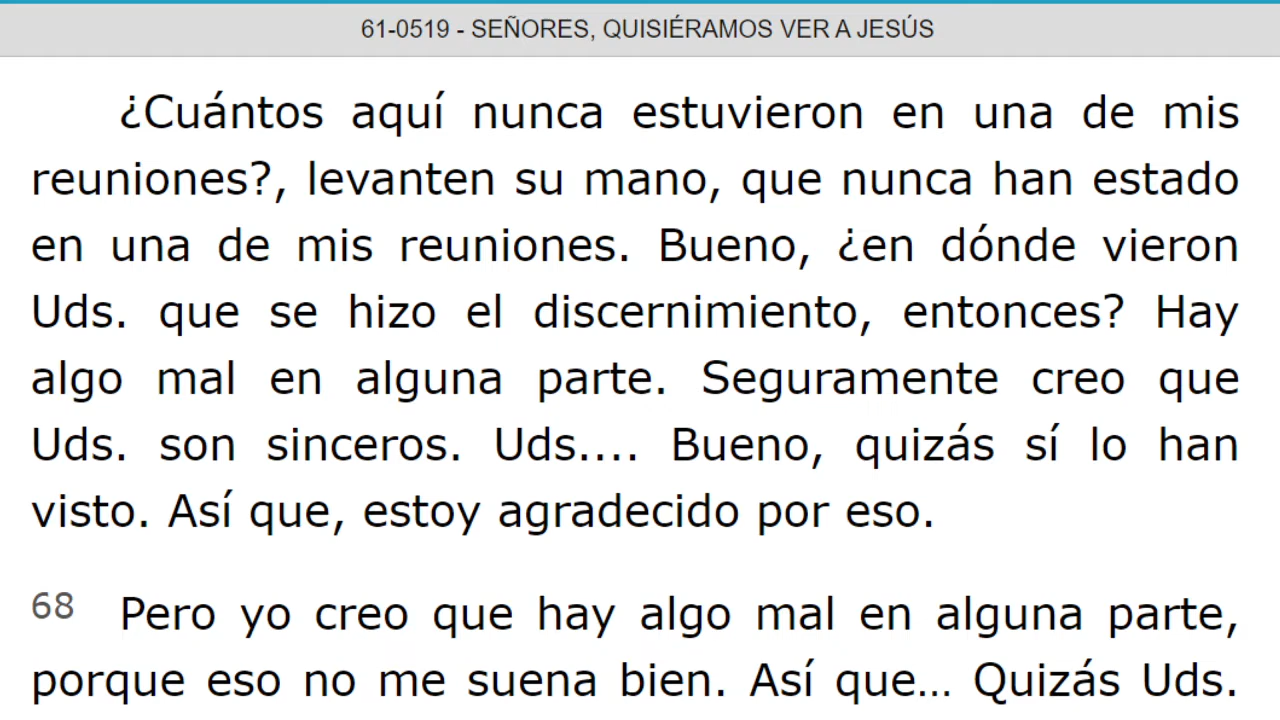 61-0519 - SEÑORES, QUISIÉRAMOS VER A JESÚS
¿Cuántos aquí nunca estuvieron en una de mis
reuniones?, levanten su mano, que nunca han estado
en una de mis reuniones. Bueno, ¿en dónde vieron
Uds. que se hizo el discernimiento, entonces? Hay
algo mal en alguna parte. Seguramente creo que
Uds. son sinceros. Uds.... Bueno, quizás sí lo han
visto. Así que, estoy agradecido por eso.
68 Pero yo creo que hay algo mal en alguna parte,
porque eso no me suena bien. Así que... Quizás Uds.